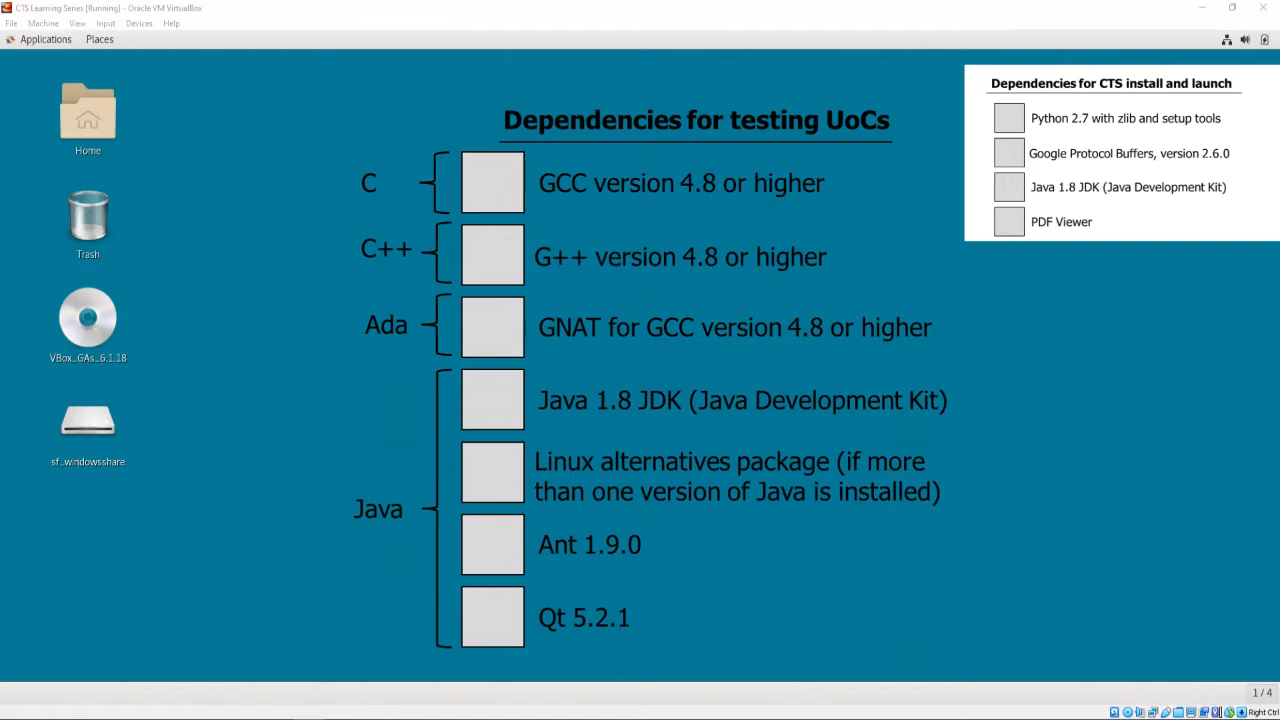 CTS Learning Series [Running] - Oracle VM VirtualBox
File Machine View Input Devices Help
Applications Places
Home
Trash
VBox_GAs_6.1.18
sf_windowsshare
Dependencies for testing UoCs
C
GCC version 4.8 or higher
C++
G++ version 4.8 or higher
Ada
GNAT for GCC version 4.8 or higher
Java
Java 1.8 JDK (Java Development Kit)
Linux alternatives package (if more
than one version of Java is installed)
Ant 1.9.0
Qt 5.2.1
Dependencies for CTS install and launch
Python 2.7 with zlib and setup tools
Google Protocol Buffers, version 2.6.0
Java 1.8 JDK (Java Development Kit)
PDF Viewer
1 / 4
Right Ctrl